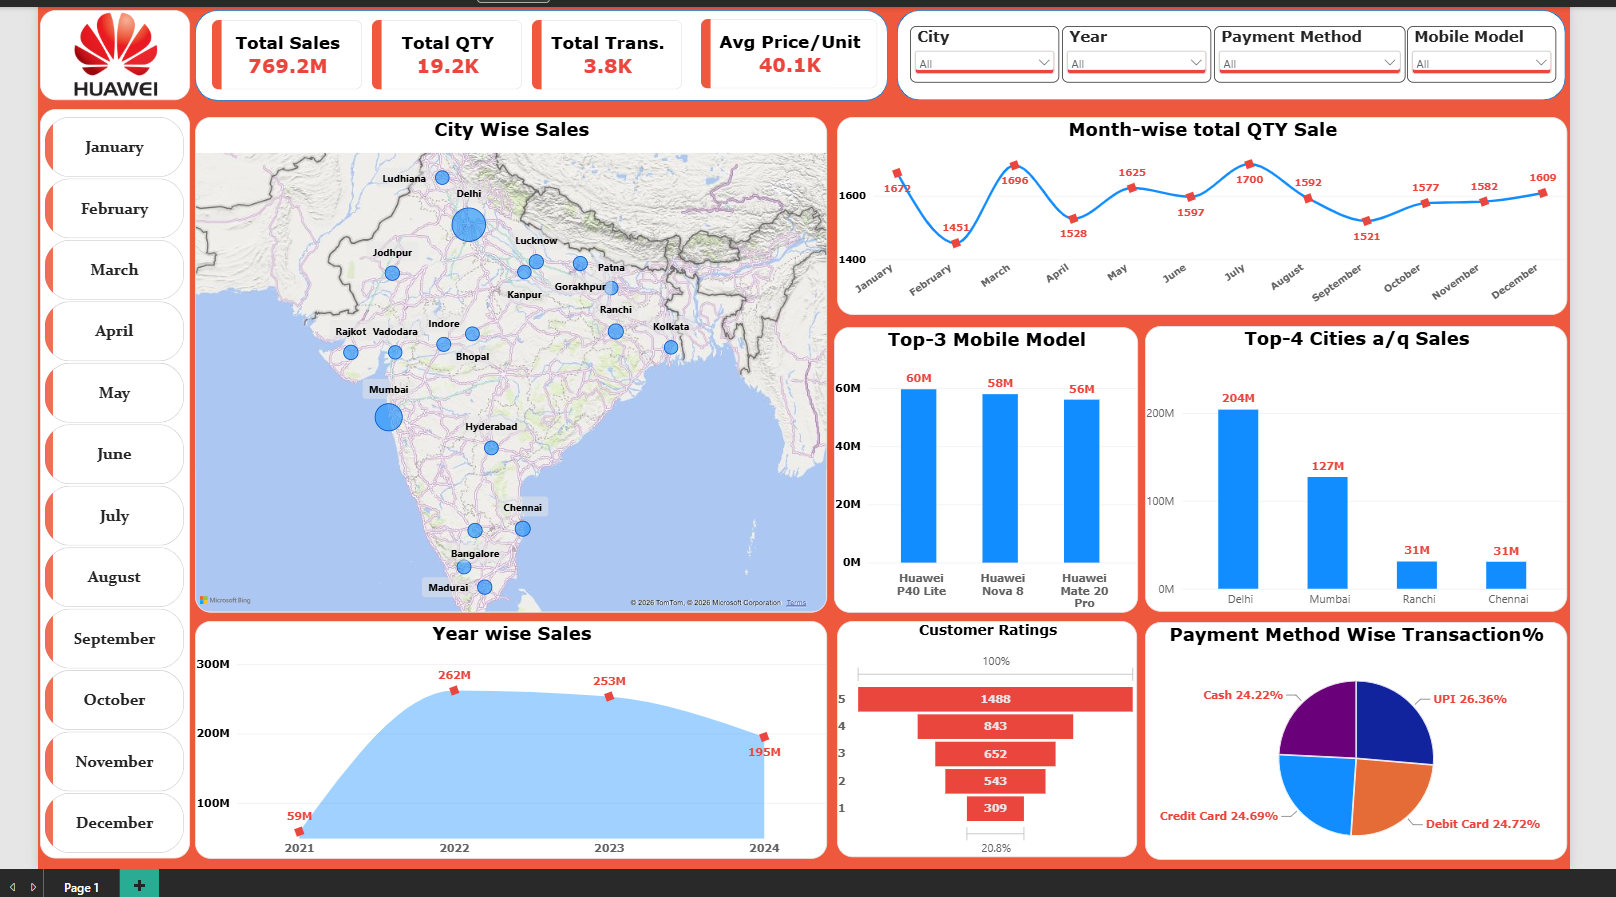 HUAWEI
Total Sales
769.2M
Total QTY
19.2K
Total Trans.
3.8K
Avg Price/Unit
40.1K
City
All
Year
All
Payment Method
All
Mobile Model
All
January
February
March
April
May
June
July
August
September
October
November
December
City Wise Sales
Ludhiana
Delhi
Lucknow
Jodhpur
Patna
Gorakhpur
Kanpur
Ranchi
Indore
Kolkata
Rajkot
Vadodara
Bhopal
Mumbai
Hyderabad
Chennai
Bangalore
Madurai
Microsoft Bing
© 2026 TomTom, © 2026 Microsoft Corporation Terms
Month-wise total QTY Sale
1600
1400
1672
1451
1696
1528
1625
1597
1700
1592
1521
1577
1582
1609
January
February
March
April
May
June
July
August
September
October
November
December
Top-3 Mobile Model
60M
40M
20M
0M
60M
58M
56M
Huawei
P40 Lite
Huawei
Nova 8
Huawei
Mate 20
Pro
Top-4 Cities a/q Sales
200M
100M
0M
204M
127M
31M
31M
Delhi
Mumbai
Ranchi
Chennai
Year wise Sales
300M
200M
100M
59M
262M
253M
195M
2021
2022
2023
2024
Customer Ratings
100%
5
1488
4
843
3
652
2
543
1
309
20.8%
Payment Method Wise Transaction%
Cash 24.22%
UPI 26.36%
Credit Card 24.69%
Debit Card 24.72%
Page 1
+